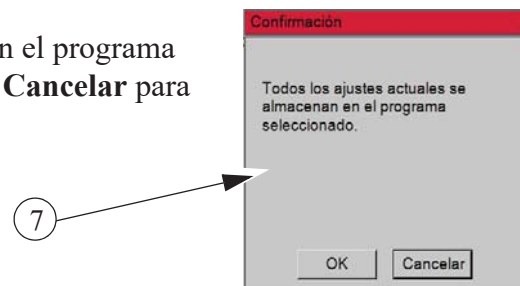 n el programa
Cancelar para
7
Confirmación
Todos los ajustes actuales se
almacenan en el programa
seleccionado.
OK
Cancelar